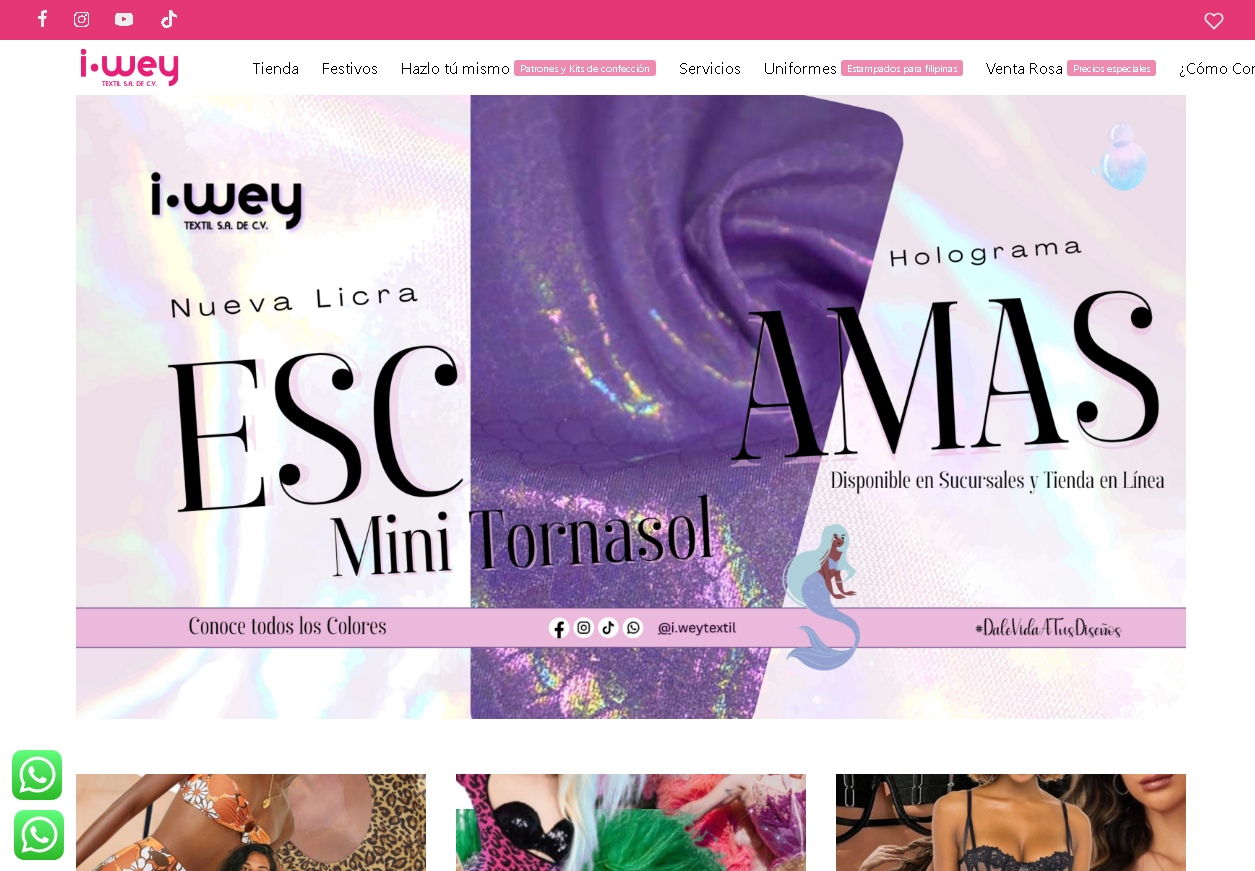 i·wey
TEXTIL S.A. DE C.V.
Tienda Festivos Hazlo tú mismo Patrones y Kits de confección Servicios Uniformes Estampados para filipinas Venta Rosa Precios especiales ¿Cómo Cor
i·wey
TEXTIL S.A. DE C.V.
Nueva Licra
Holograma
ESCAMAS
Mini Tornasol
Disponible en Sucursales y Tienda en Línea
Conoce todos los Colores
@i.weytextil
#DaleVidaATusDiseños